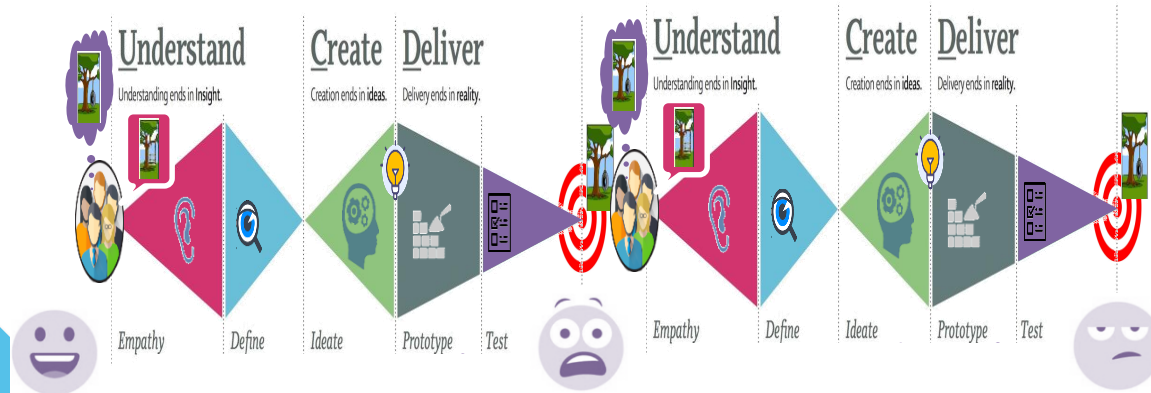 Understand
Understanding ends in Insight.
Create
Creation ends in ideas.
Deliver
Delivery ends in reality.
Empathy
Define
Ideate
Prototype
Test
Understand
Understanding ends in Insight.
Create
Creation ends in ideas.
Deliver
Delivery ends in reality.
Empathy
Define
Ideate
Prototype
Test